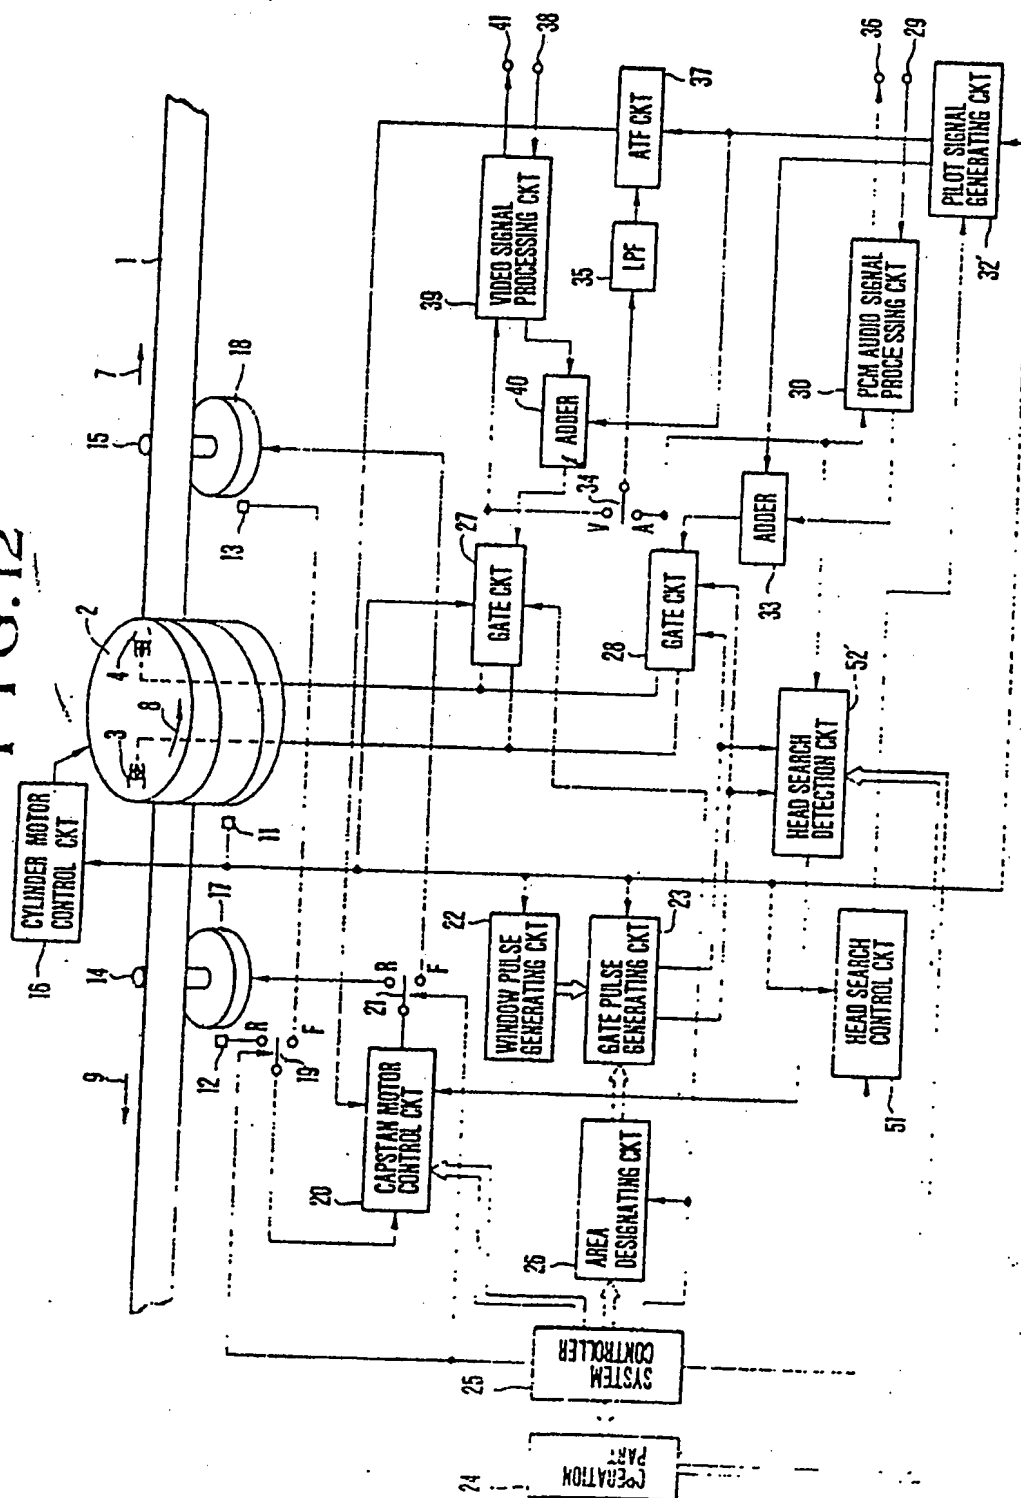 FIG. 12
CYLINDER MOTOR
CONTROL CKT
16
3
4
2
8
1
7
9
14
17
11
12
R
F
19
13
15
18
20
CAPSTAN MOTOR
CONTROL CKT
21
R
F
22
WINDOW PULSE
GENERATING CKT
GATE PULSE
GENERATING CKT
23
24
OPERATION
PART
25
SYSTEM
CONTROLLER
26
AREA
DESIGNATING CKT
27
GATE CKT
28
GATE CKT
V
A
34
40
ADDER
39
VIDEO SIGNAL
PROCESSING CKT
41
38
35
LPF
ATF CKT
37
ADDER
33
30
PCM AUDIO SIGNAL
PROCESSING CKT
36
29
PILOT SIGNAL
GENERATING CKT
32'
HEAD SEARCH
DETECTION CKT
52'
HEAD SEARCH
CONTROL CKT
51